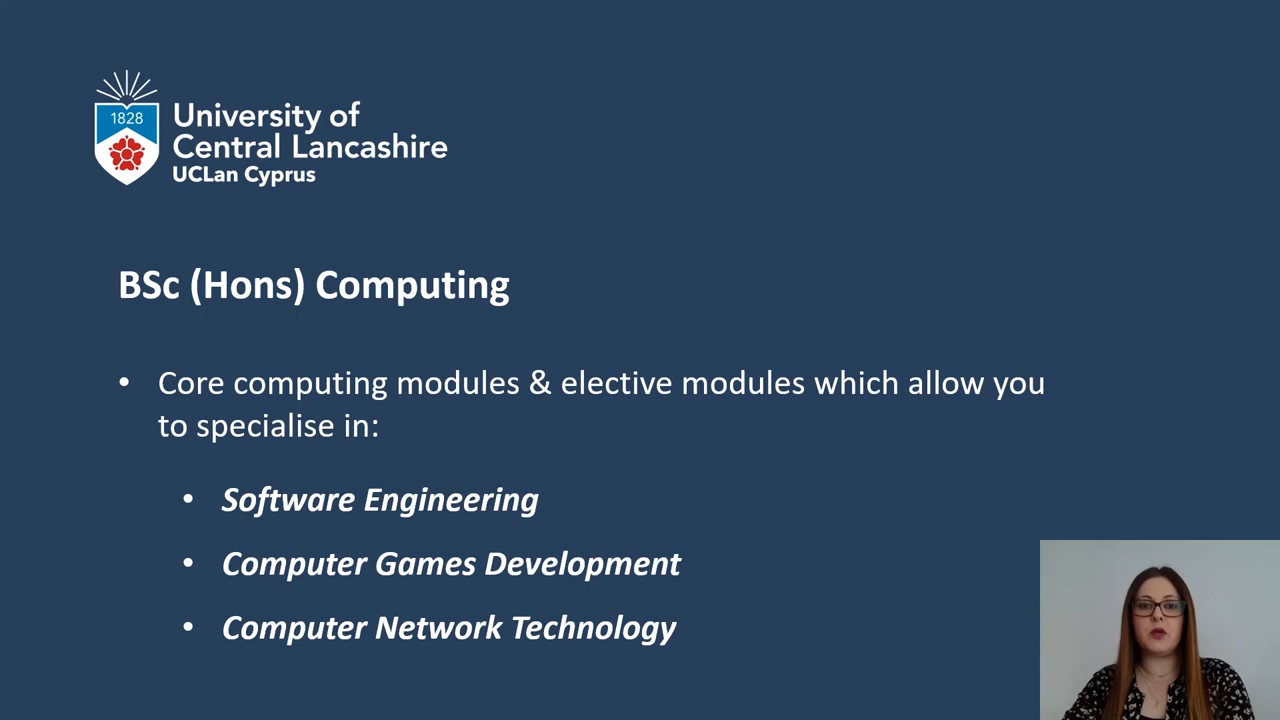 1828
University of
Central Lancashire
UCLan Cyprus
BSc (Hons) Computing
• Core computing modules & elective modules which allow you
to specialise in:
• Software Engineering
• Computer Games Development
• Computer Network Technology